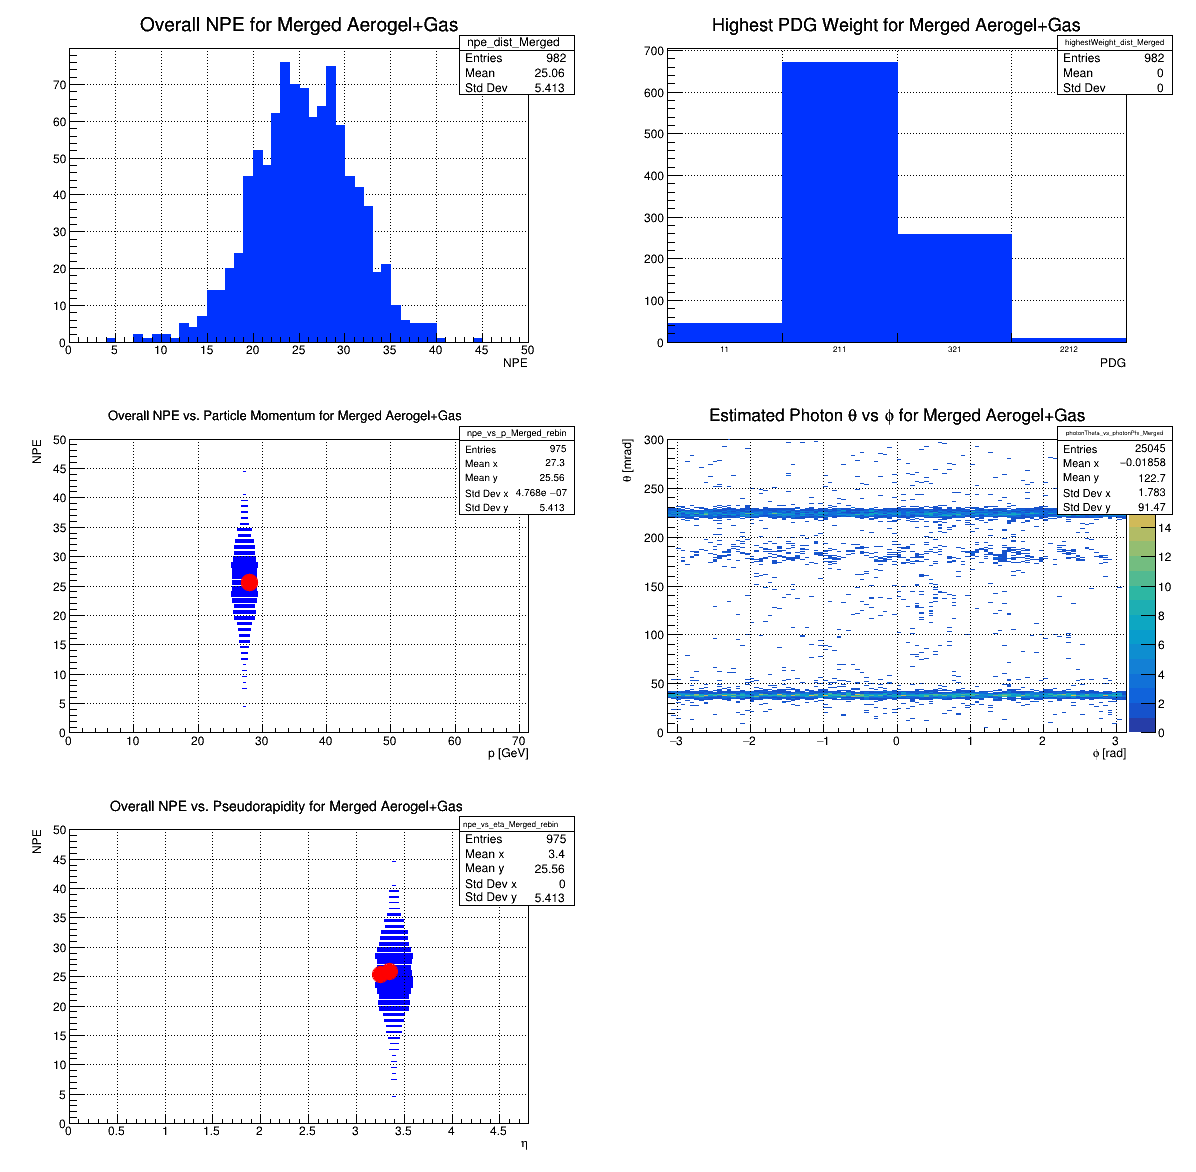 Overall NPE for Merged Aerogel+Gas
npe_dist_Merged
Entries 982
Mean 25.06
Std Dev 5.413
70
60
50
40
30
20
10
0
0 5 10 15 20 25 30 35 40 45 50
NPE
Highest PDG Weight for Merged Aerogel+Gas
highestWeight_dist_Merged
Entries 982
Mean 0
Std Dev 0
700
600
500
400
300
200
100
0
11 211 321 2212
PDG
Overall NPE vs. Particle Momentum for Merged Aerogel+Gas
npe_vs_p_Merged_rebin
Entries 975
Mean x 27.3
Mean y 25.56
Std Dev x 4.768e −07
Std Dev y 5.413
NPE
50
45
40
35
30
25
20
15
10
5
0
0 10 20 30 40 50 60 70
p [GeV]
Estimated Photon θ vs ϕ for Merged Aerogel+Gas
photonTheta_vs_photonPhi_Merged
Entries 25045
Mean x −0.01858
Mean y 122.7
Std Dev x 1.783
Std Dev y 91.47
θ [mrad]
300
250
200
150
100
50
0
−3 −2 −1 0 1 2 3
ϕ [rad]
14
12
10
8
6
4
2
0
Overall NPE vs. Pseudorapidity for Merged Aerogel+Gas
npe_vs_eta_Merged_rebin
Entries 975
Mean x 3.4
Mean y 25.56
Std Dev x 0
Std Dev y 5.413
NPE
50
45
40
35
30
25
20
15
10
5
0
0 0.5 1 1.5 2 2.5 3 3.5 4 4.5
η